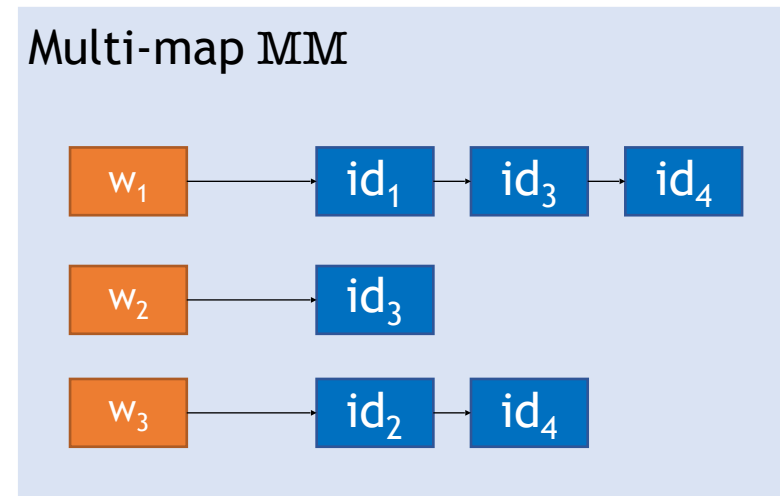 Multi-map MM
w₁ id₁ id₃ id₄
w₂ id₃
w₃ id₂ id₄